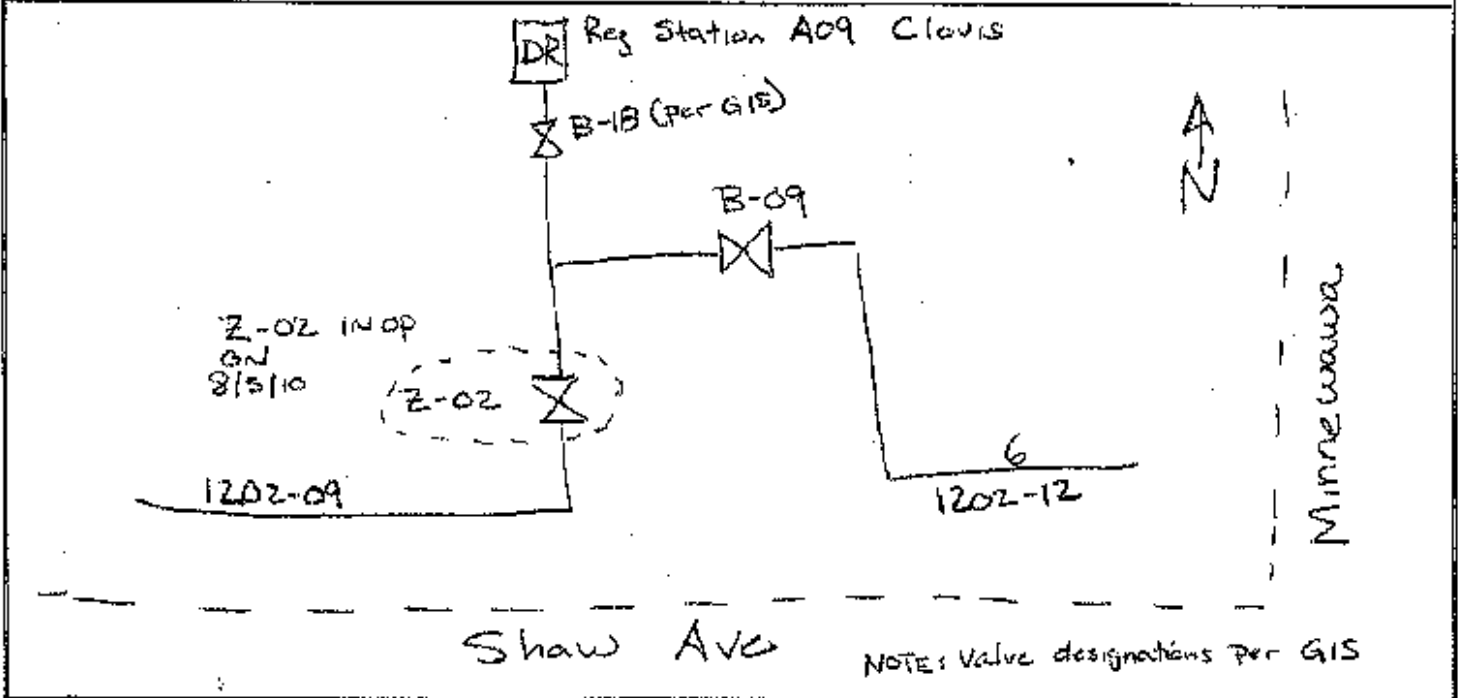 DR Reg Station A09 Clovis
B-18 (per GIS)
N
B-09
Z-02 INOP
ON
8/5/10
Z-02
1202-09
6
1202-12
Minnewawa
Shaw Ave
NOTE: Valve designations per GIS